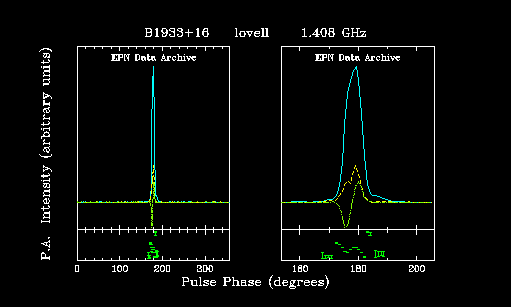 B1933+16 lovell 1.408 GHz
EPN Data Archive EPN Data Archive
P.A. Intensity (arbitrary units)
0 100 200 300 160 180 200
Pulse Phase (degrees)